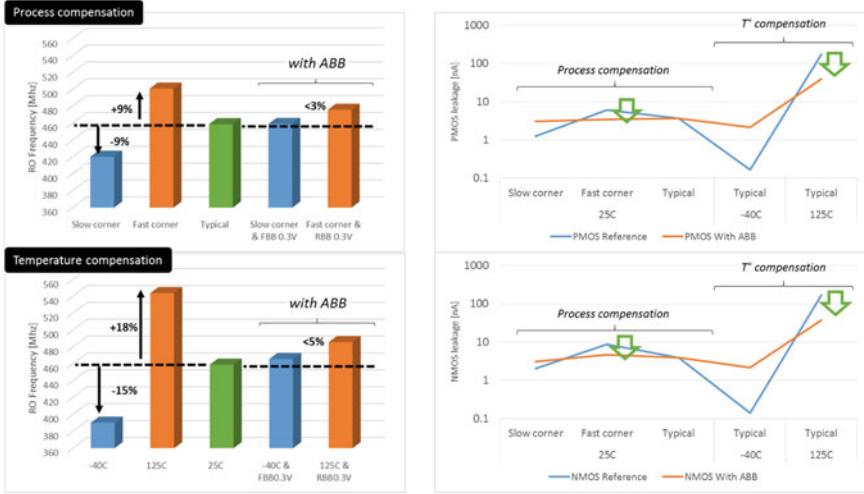 Process compensation
RO Frequency [Mhz]
560
540
520
500
480
460
440
420
400
380
360
+9%
-9%
with ABB
<3%
Slow corner
Fast corner
Typical
Slow corner
& FBB 0.3V
Fast corner &
RBB 0.3V
Temperature compensation
RO Frequency [Mhz]
560
540
520
500
480
460
440
420
400
380
360
+18%
-15%
with ABB
<5%
-40C
125C
25C
-40C &
FBB0.3V
125C &
RBB0.3V
PMOS leakage [nA]
1000
100
10
1
0.1
Process compensation
T° compensation
Slow corner
Fast corner
Typical
Typical
Typical
25C
-40C
125C
PMOS Reference
PMOS With ABB
NMOS leakage [nA]
1000
100
10
1
0.1
Process compensation
T° compensation
Slow corner
Fast corner
Typical
Typical
Typical
25C
-40C
125C
NMOS Reference
NMOS With ABB